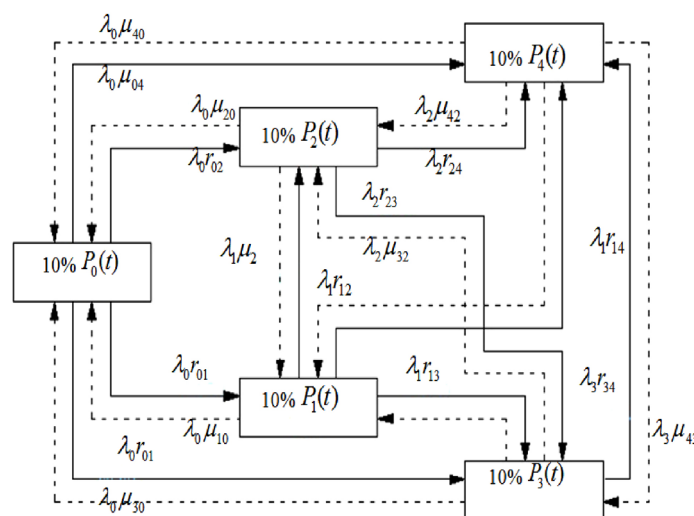 λ₀μ₄₀
10% P₄(t)
λ₀μ₀₄
λ₀μ₂₀
λ₂μ₄₂
10% P₂(t)
λ₀r₀₂
λ₂r₂₄
λ₂r₂₃
λ₁μ₂
λ₂μ₃₂
λ₁r₁₄
10% P₀(t)
λ₁r₁₂
λ₀r₀₁
λ₁r₁₃
λ₃r₃₄
10% P₁(t)
λ₀μ₁₀
λ₃μ₄₃
λ₀r₀₁
10% P₃(t)
λ₀μ₃₀